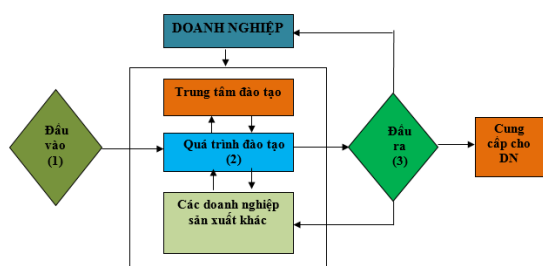 DOANH NGHIỆP
Trung tâm đào tạo
Đầu
vào
(1)
Quá trình đào tạo
(2)
Đầu
ra
(3)
Cung
cấp cho
DN
Các doanh nghiệp
sản xuất khác